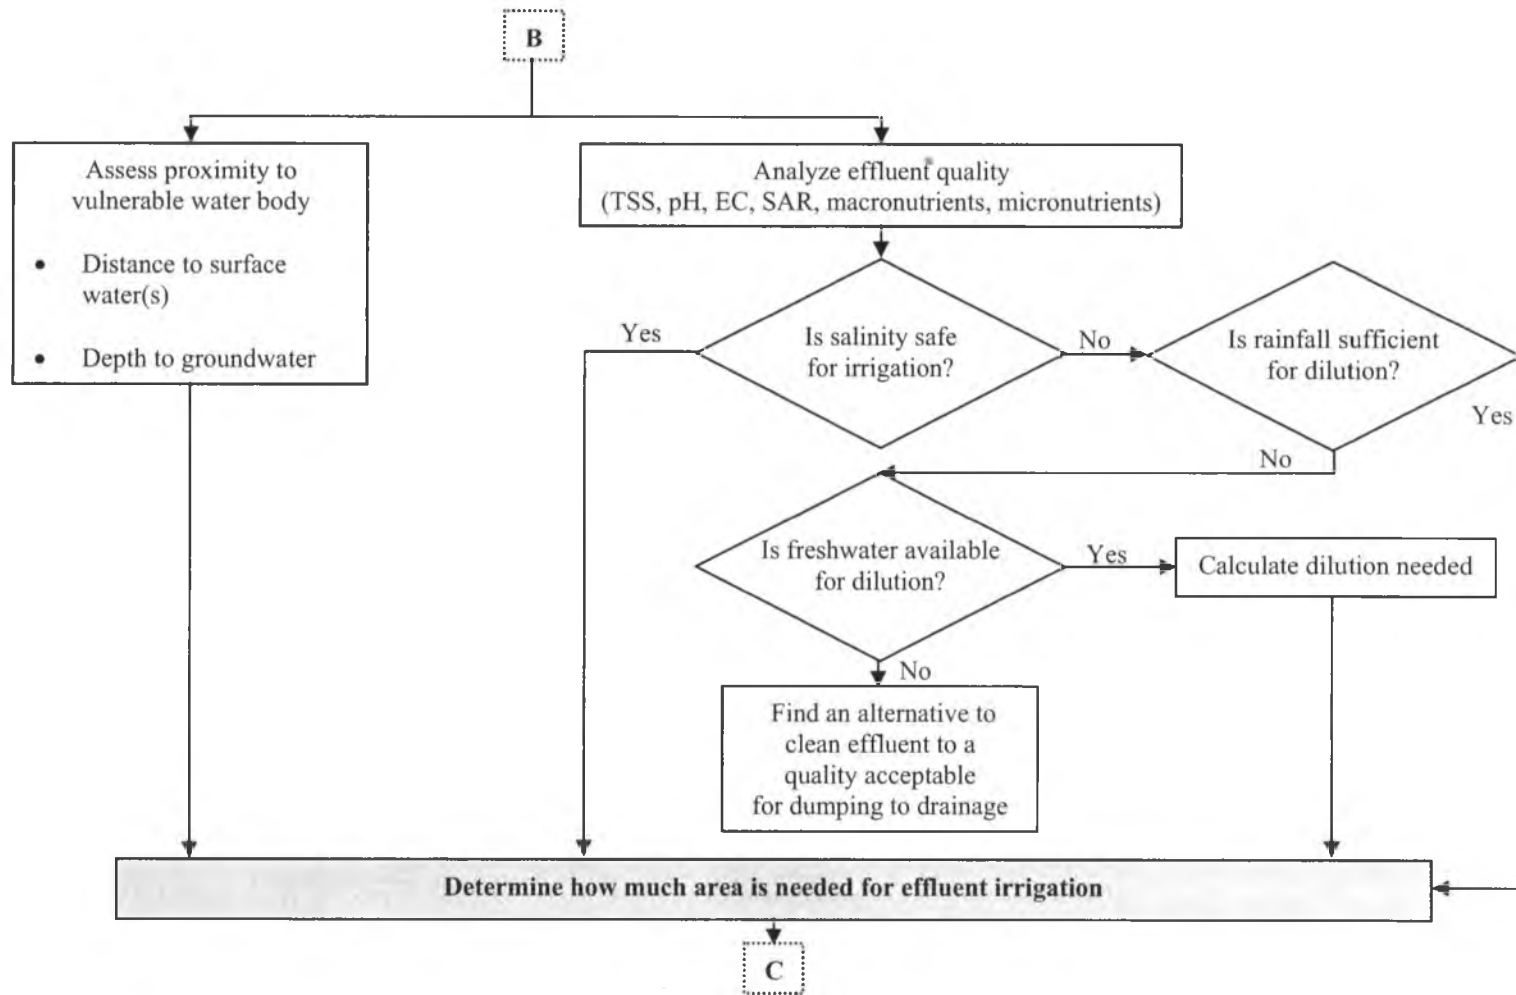 B
Assess proximity to
vulnerable water body
• Distance to surface
water(s)
• Depth to groundwater
Analyze effluent quality
(TSS, pH, EC, SAR, macronutrients, micronutrients)
Yes
Is salinity safe
for irrigation?
No
Is rainfall sufficient
for dilution?
Yes
No
Is freshwater available
for dilution?
Yes
Calculate dilution needed
No
Find an alternative to
clean effluent to a
quality acceptable
for dumping to drainage
Determine how much area is needed for effluent irrigation
C